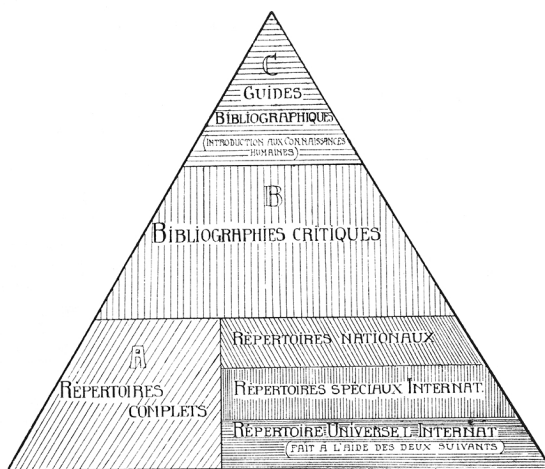 C
GUIDES
BIBLIOGRAPHIQUES
(INTRODUCTION AUX CONNAISSANCES
HUMAINES)
B
BIBLIOGRAPHIES CRITIQUES
A
RÉPERTOIRES
COMPLETS
RÉPERTOIRES NATIONAUX
RÉPERTOIRES SPÉCIAUX INTERNAT.
RÉPERTOIRE UNIVERSEL INTERNAT
(FAIT À L'AIDE DES DEUX SUIVANTS)